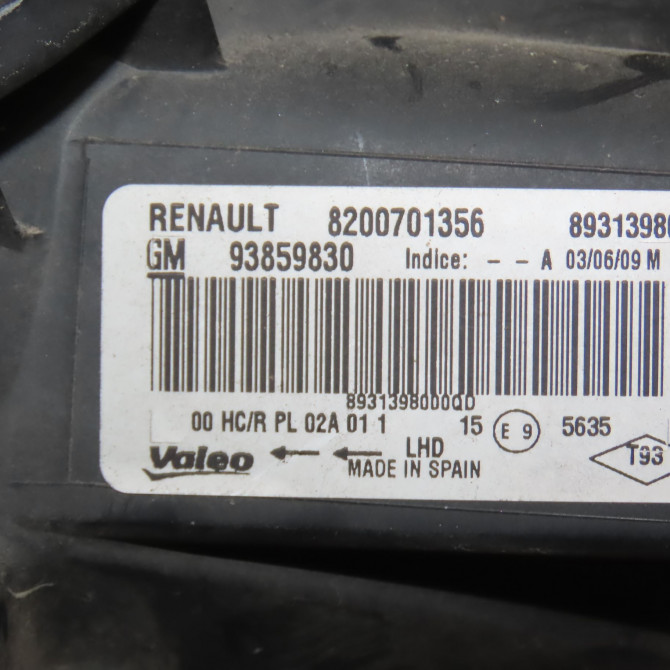 RENAULT 8200701356
GM 93859830 Indice: - - A 03/06/09 M
8931398000QD
00 HC/R PL 02A 01 1 15 E 9 5635
Valeo LHD T93
MADE IN SPAIN